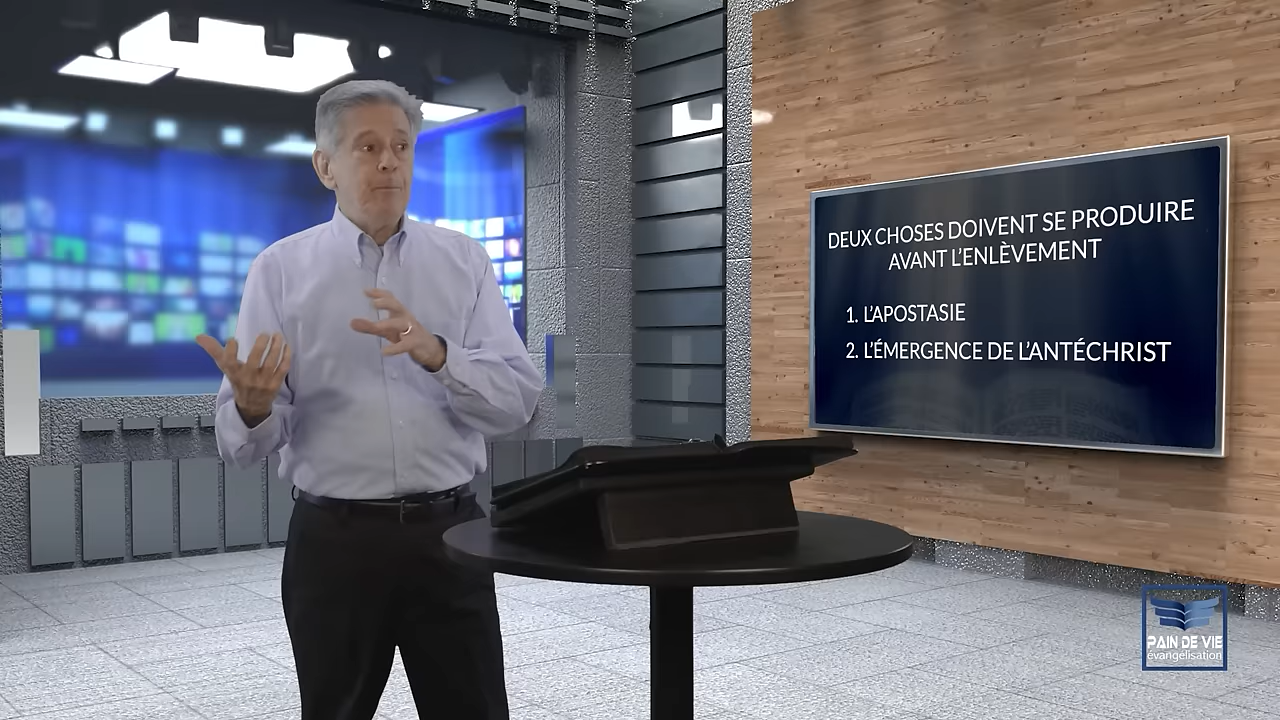 DEUX CHOSES DOIVENT SE PRODUIRE
AVANT L'ENLÈVEMENT
1. L'APOSTASIE
2. L'ÉMERGENCE DE L'ANTÉCHRIST
PAIN DE VIE
évangélisation